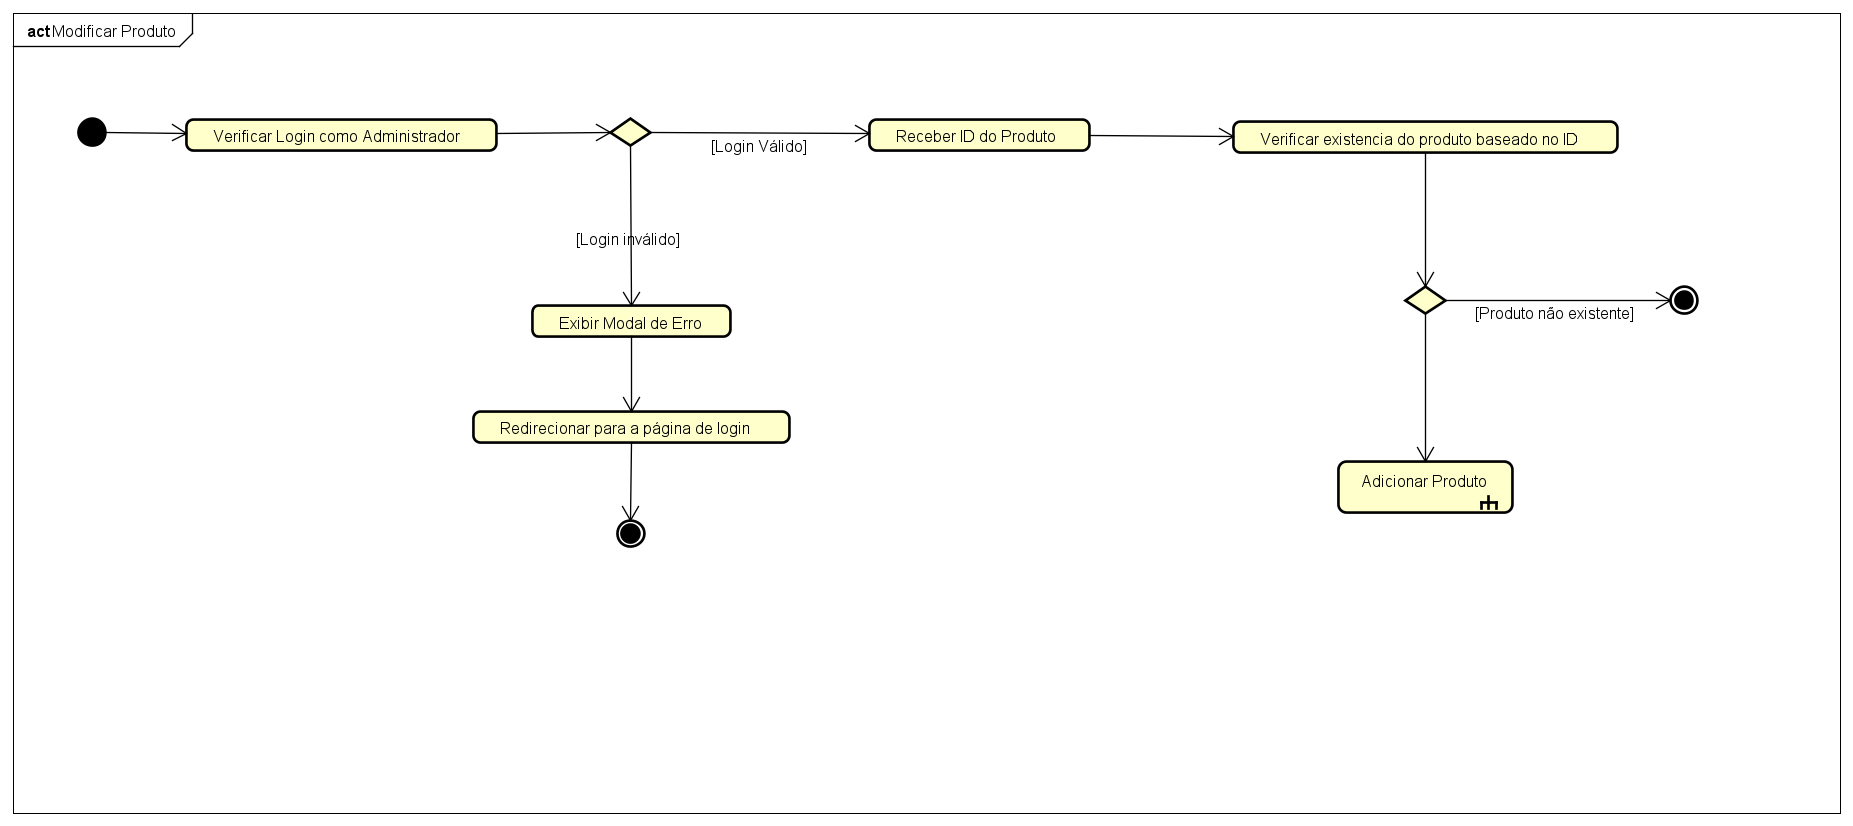 act Modificar Produto
Verificar Login como Administrador
[Login Válido]
Receber ID do Produto
Verificar existencia do produto baseado no ID
[Login inválido]
Exibir Modal de Erro
[Produto não existente]
Redirecionar para a página de login
Adicionar Produto